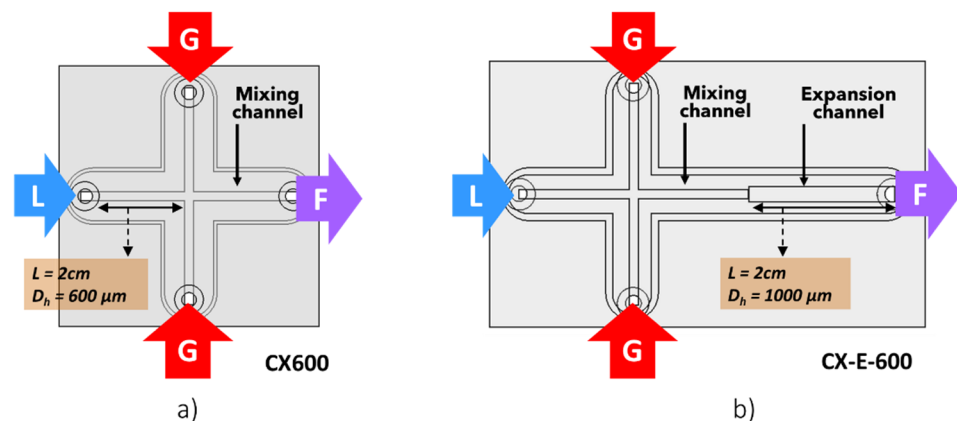 G
Mixing
channel
L
F
L = 2cm
Dₕ = 600 μm
G
CX600
a)
G
Mixing
channel
Expansion
channel
L
F
L = 2cm
Dₕ = 1000 μm
G
CX-E-600
b)